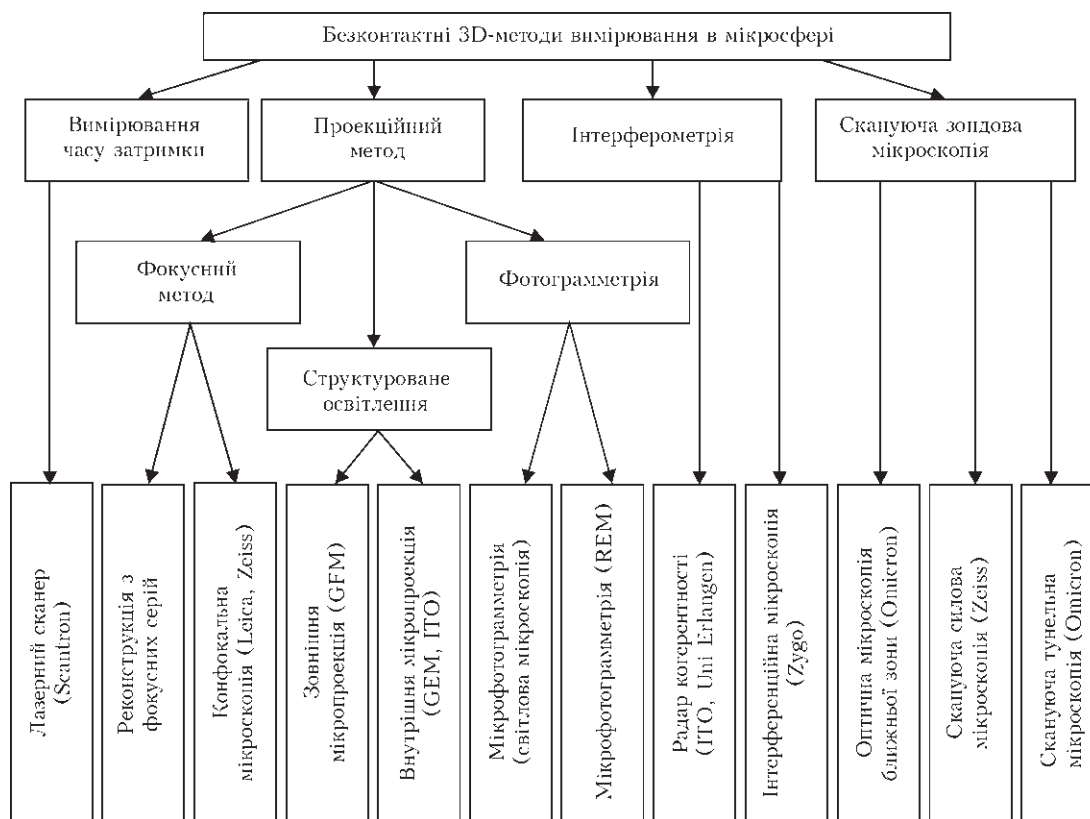 Безконтактні 3D-методи вимірювання в мікросфері
Вимірювання
часу затримки
Проекційний
метод
Інтерферометрія
Скануюча зондова
мікроскопія
Фокусний
метод
Фотограмметрія
Структуроване
освітлення
Лазерний сканер
(Scantron)
Реконструкція з
фокусних серій
Конфокальна
мікроскопія (Leica, Zeiss)
Зовнішня
мікропроекція (GFM)
Внутрішня мікропроекція
(GEM, ITO)
Мікрофотограмметрія
(світлова мікроскопія)
Мікрофотограмметрія (REM)
Радар когерентності
(ITO, Uni Erlangen)
Інтерференційна мікроскопія
(Zygo)
Оптична мікроскопія
ближньої зони (Omicron)
Скануюча силова
мікроскопія (Zeiss)
Скануюча тунельна
мікроскопія (Omicron)